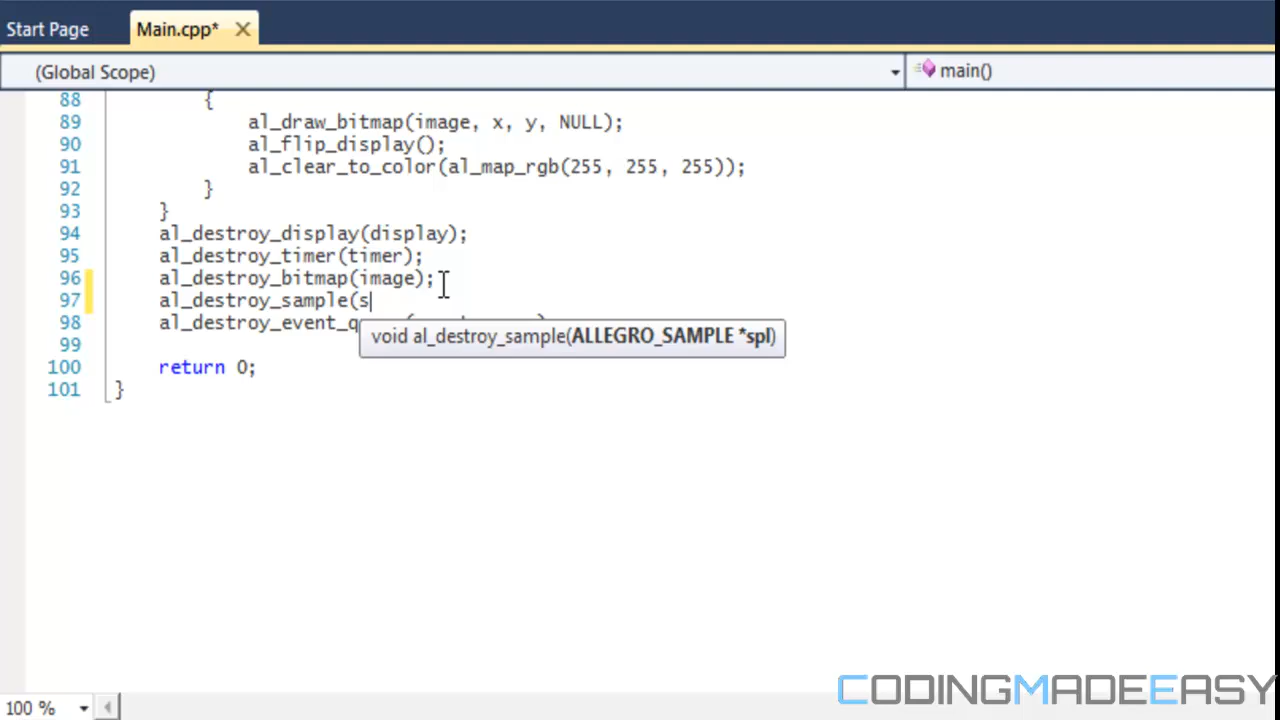 Start Page Main.cpp*
(Global Scope) main()
88 {
89 al_draw_bitmap(image, x, y, NULL);
90 al_flip_display();
91 al_clear_to_color(al_map_rgb(255, 255, 255));
92 }
93 }
94 al_destroy_display(display);
95 al_destroy_timer(timer);
96 al_destroy_bitmap(image);
97 al_destroy_sample(s
98 al_destroy_event_q
void al_destroy_sample(ALLEGRO_SAMPLE *spl)
99
100 return 0;
101 }
100 %
CODINGMADEEASY